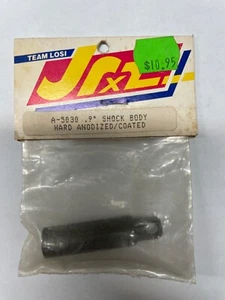 TEAM LOSI
JRX2
$10.95
A-5030 .9" SHOCK BODY
HARD ANODIZED/COATED